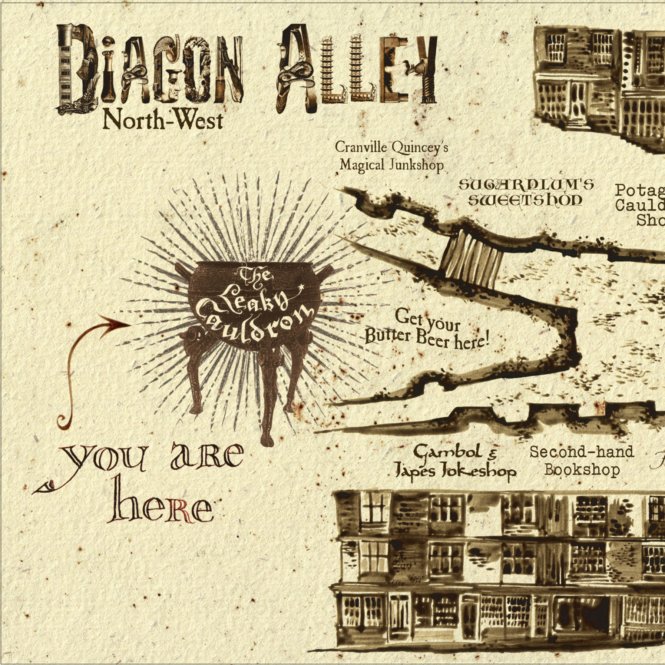 DIAGON ALLEY
North-West
Cranville Quincey's
Magical Junkshop
SUGARPLUM'S
SWEETSHOP
Potag
Cauld
Sho
The
Leaky
Cauldron
Get your
Butter Beer here!
you are
here
Gambol &
Japes Jokeshop
Second-hand
Bookshop